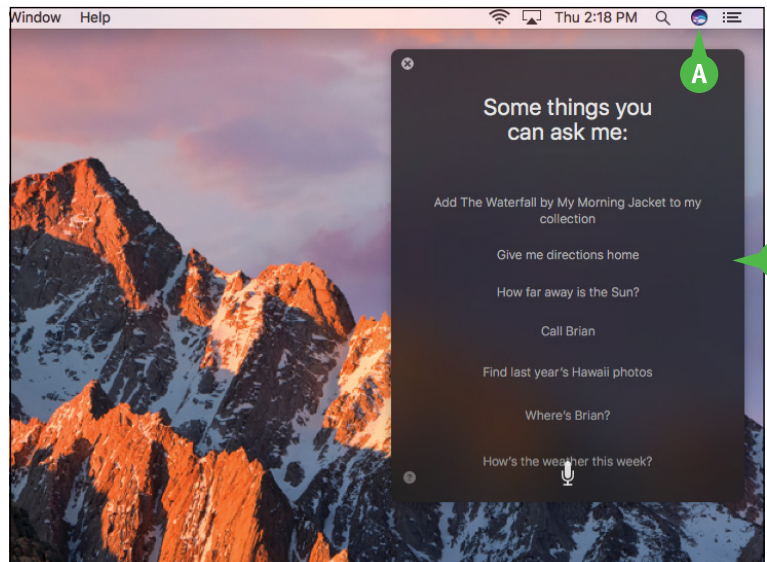 Window Help Thu 2:18 PM
A
Some things you
can ask me:
Add The Waterfall by My Morning Jacket to my
collection
Give me directions home
How far away is the Sun?
Call Brian
Find last year's Hawaii photos
Where's Brian?
How's the weather this week?
?